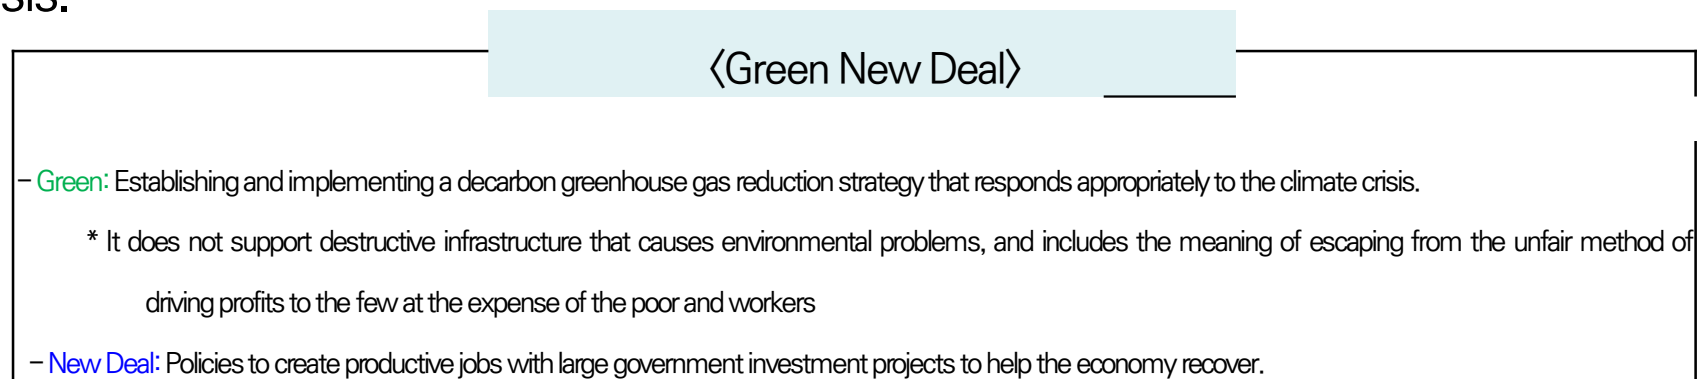 sis.
〈Green New Deal〉
- Green: Establishing and implementing a decarbon greenhouse gas reduction strategy that responds appropriately to the climate crisis.
* It does not support destructive infrastructure that causes environmental problems, and includes the meaning of escaping from the unfair method of
driving profits to the few at the expense of the poor and workers
- New Deal: Policies to create productive jobs with large government investment projects to help the economy recover.